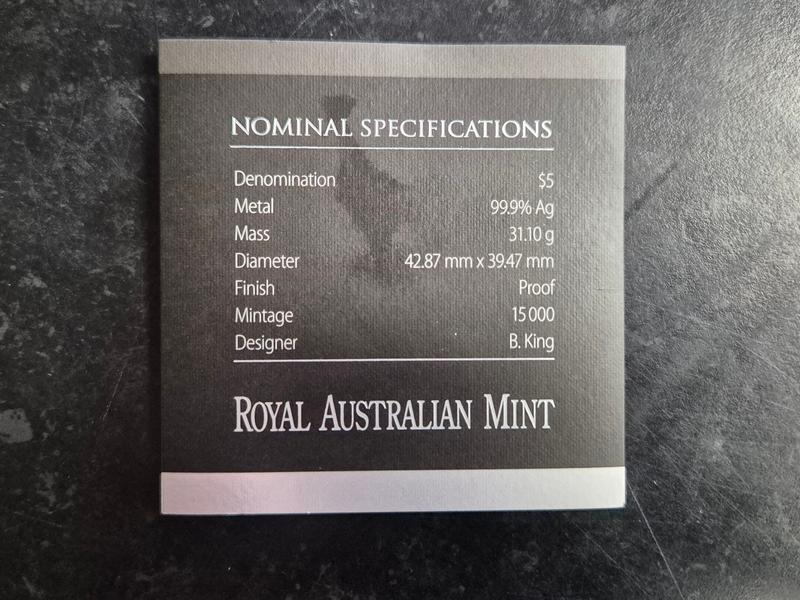 NOMINAL SPECIFICATIONS
Denomination $5
Metal 99.9% Ag
Mass 31.10 g
Diameter 42.87 mm x 39.47 mm
Finish Proof
Mintage 15 000
Designer B. King
ROYAL AUSTRALIAN MINT